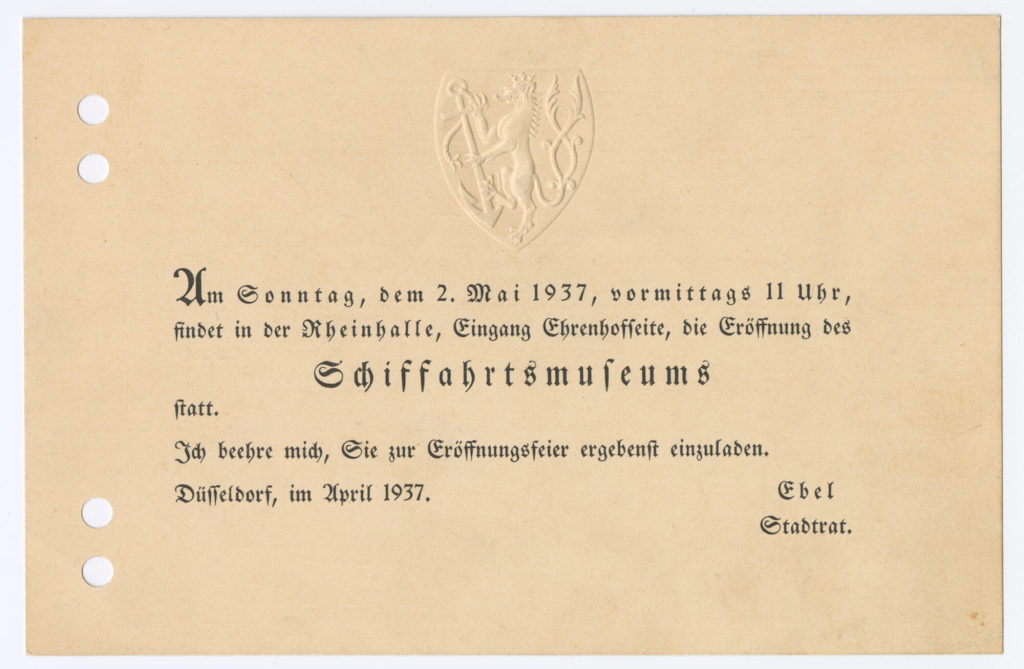 Am Sonntag, dem 2. Mai 1937, vormittags 11 Uhr,
findet in der Rheinhalle, Eingang Ehrenhofſeite, die Eröffnung des
Schiffahrtsmuſeums
ſtatt.
Ich beehre mich, Sie zur Eröffnungsfeier ergebenſt einzuladen.
Düſſeldorf, im April 1937.
Ebel
Stadtrat.